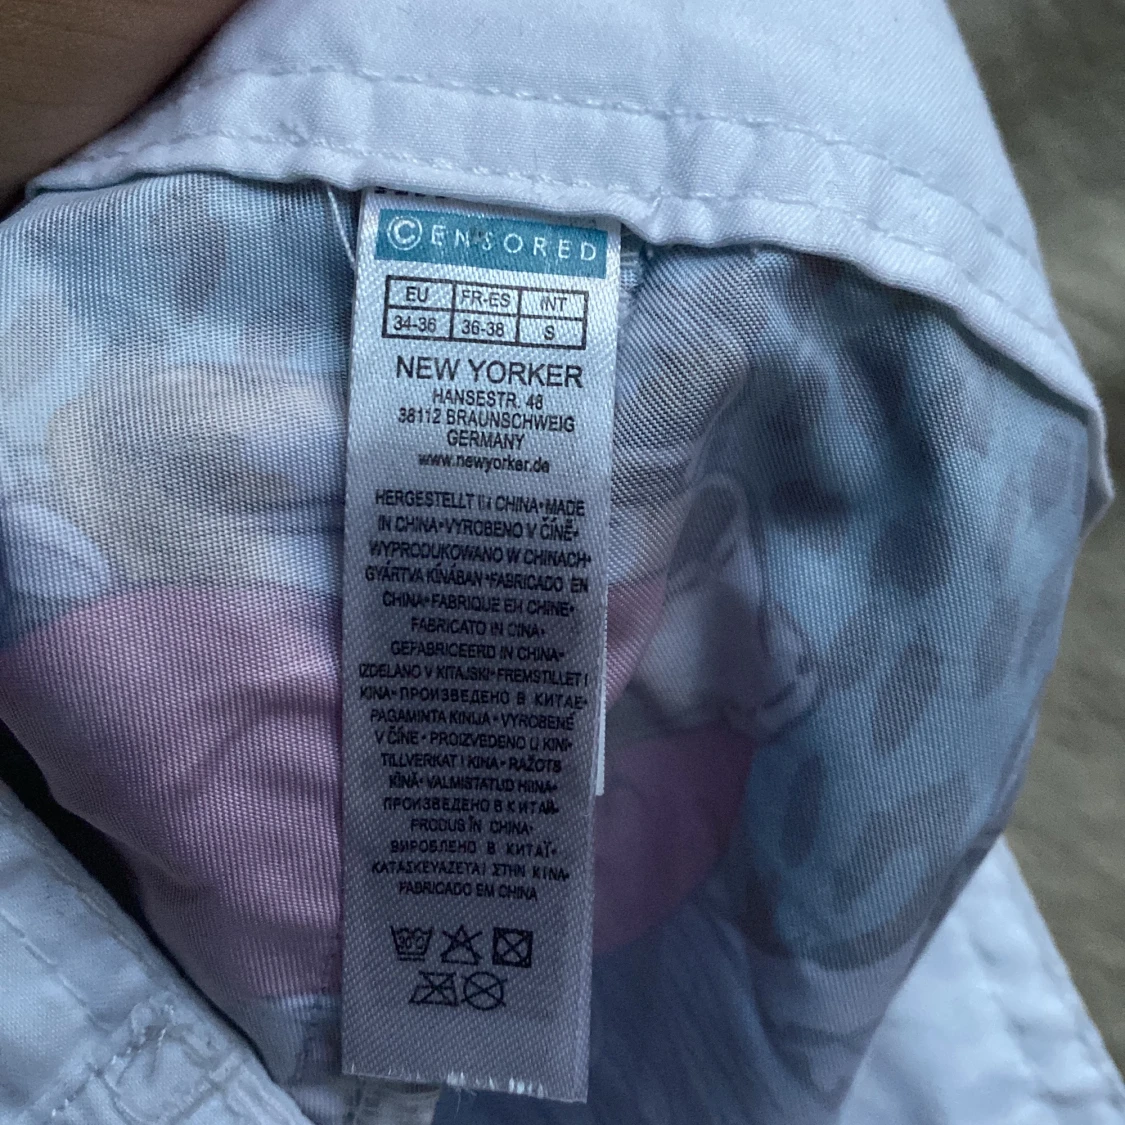 ©ENSORED
EU FR-ES INT
34-36 36-38 S
NEW YORKER
HANSESTR. 48
38112 BRAUNSCHWEIG
GERMANY
www.newyorker.de
HERGESTELLT IN CHINA•MADE
IN CHINA•VYROBENO V ČÍNĚ•
WYPRODUKOWANO W CHINACH•
GYÁRTVA KÍNÁBAN•FABRICADO EN
CHINA•FABRIQUE EN CHINE•
FABRICATO IN CINA•
GEFABRICEERD IN CHINA•
IZDELANO V KITAJSKI•FREMSTILLET I
KINA• ПРОИЗВЕДЕНО В КИТАЕ•
PAGAMINTA KINIJA • VYROBENÉ
V ČÍNE • PROIZVEDENO U KINI•
TILLVERKAT I KINA • RAŽOTS
ĶĪNĀ• VALMISTATUD HIINA•
ПРОИЗВЕДЕНО В КИТАЙ•
PRODUS ÎN CHINA•
ВИРОБЛЕНО В КИТАЇ•
ΚΑΤΑΣΚΕΥΑΖΕΤΑΙ ΣΤΗΝ ΚΙΝΑ•
FABRICADO EM CHINA
30°C